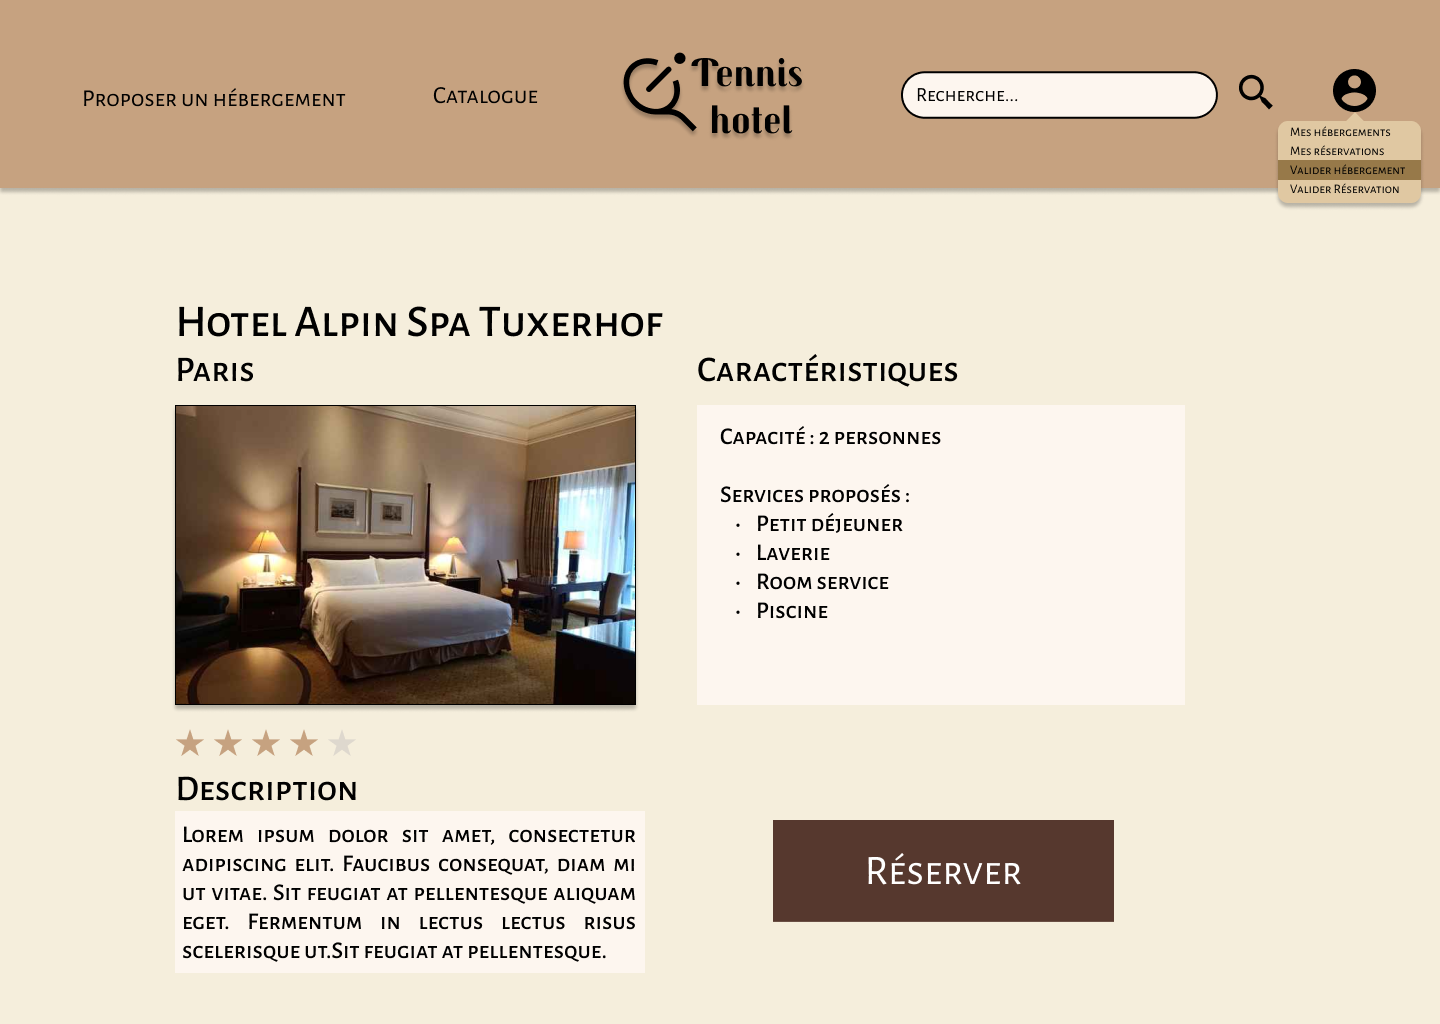 Proposer un hébergement
Catalogue
Tennis
hotel
Recherche...
Mes hébergements
Mes réservations
Valider hébergement
Valider Réservation
Hotel Alpin Spa Tuxerhof
Paris
Caractéristiques
Capacité : 2 personnes
Services proposés :
• Petit déjeuner
• Laverie
• Room service
• Piscine
Description
Lorem ipsum dolor sit amet, consectetur
adipiscing elit. Faucibus consequat, diam mi
ut vitae. Sit feugiat at pellentesque aliquam
eget. Fermentum in lectus lectus risus
scelerisque ut.Sit feugiat at pellentesque.
Réserver